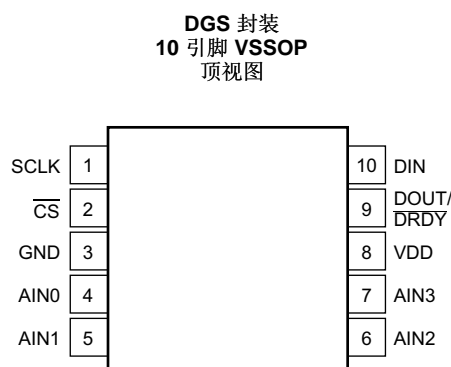 DGS 封装
10 引脚 VSSOP
顶视图
SCLK 1
CS 2
GND 3
AIN0 4
AIN1 5
10 DIN
9 DOUT/
DRDY
8 VDD
7 AIN3
6 AIN2